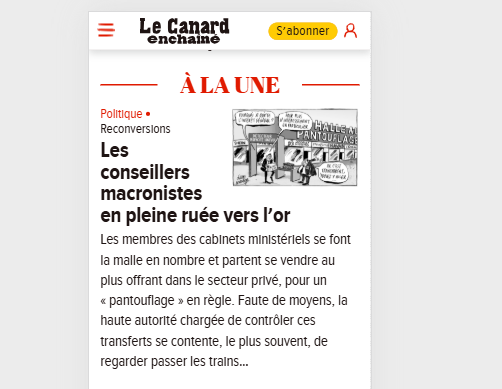 Le Canard
enchaîné
S'abonner
À LA UNE
Politique •
Reconversions
Les
conseillers
macronistes
en pleine ruée vers l'or
HALLE AU
PANTOUFLAGE
Les membres des cabinets ministériels se font
la malle en nombre et partent se vendre au
plus offrant dans le secteur privé, pour un
« pantouflage » en règle. Faute de moyens, la
haute autorité chargée de contrôler ces
transferts se contente, le plus souvent, de
regarder passer les trains...